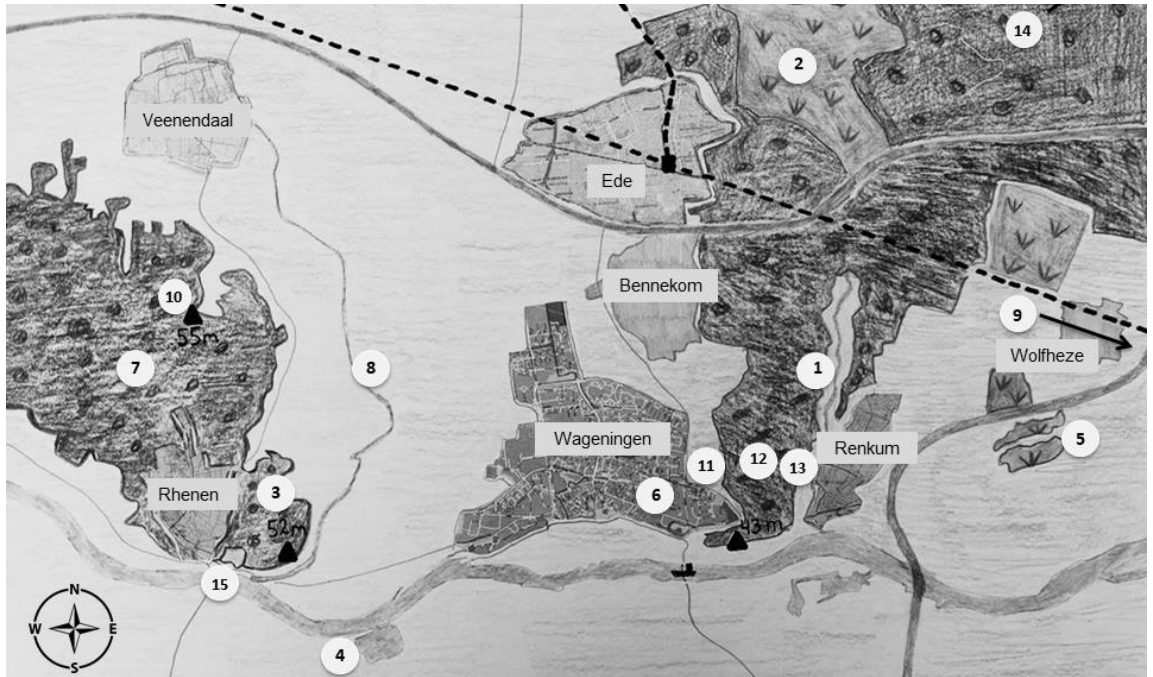 14
2
Veenendaal
Ede
Bennekom
10
55m
9
Wolfheze
7
8
1
Wageningen
Renkum
5
11
12
13
Rhenen
3
6
52m
43m
15
4
N
W
E
S